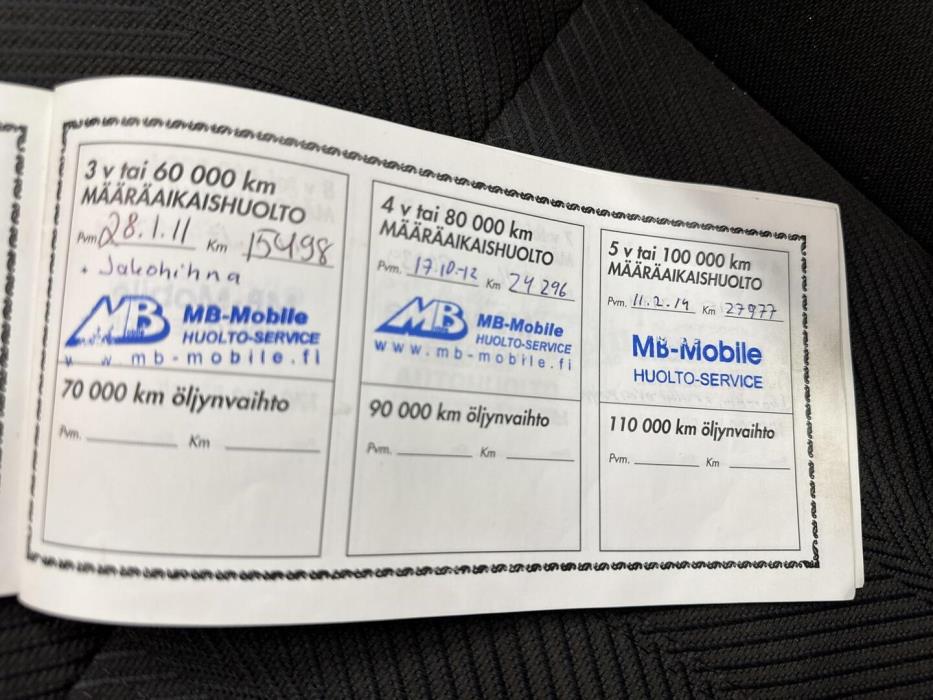 3 v tai 60 000 km
MÄÄRÄAIKAISHUOLTO
Pvm. 28.1.11 Km 15498
+ Jakohihna
MB MB-Mobile
HUOLTO-SERVICE
w w mb-mobile.fi
70 000 km öljynvaihto
Pvm. Km
4 v tai 80 000 km
MÄÄRÄAIKAISHUOLTO
Pvm. 17.10-12 Km 24 296
MB MB-Mobile
HUOLTO-SERVICE
www.mb-mobile.fi
90 000 km öljynvaihto
Pvm. Km
5 v tai 100 000 km
MÄÄRÄAIKAISHUOLTO
Pvm. 11.2.14 Km 27977
MB-Mobile
HUOLTO-SERVICE
110 000 km öljynvaihto
Pvm. Km